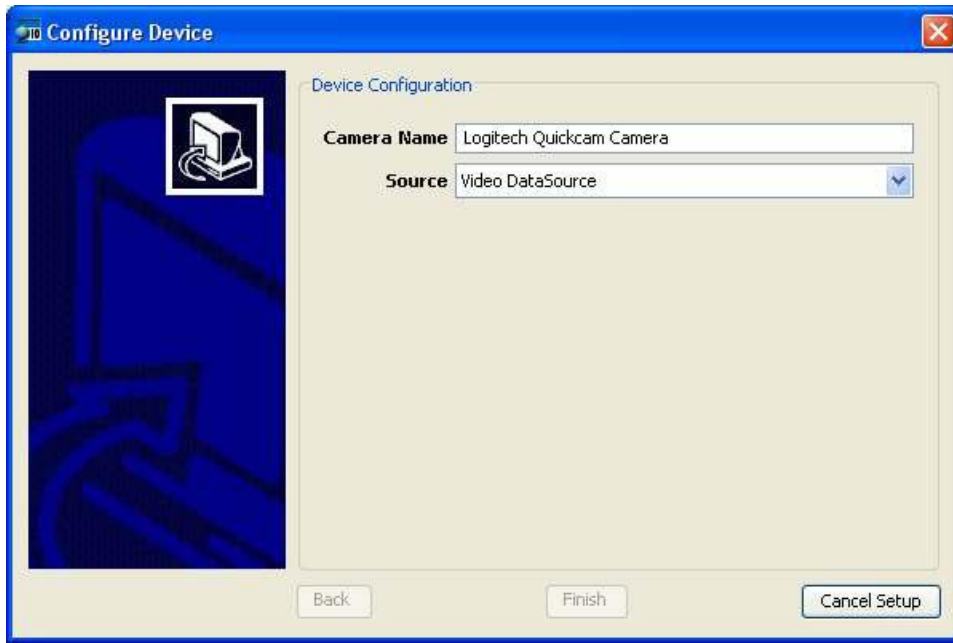 Configure Device
Device Configuration
Camera Name Logitech Quickcam Camera
Source Video DataSource
Back Finish Cancel Setup